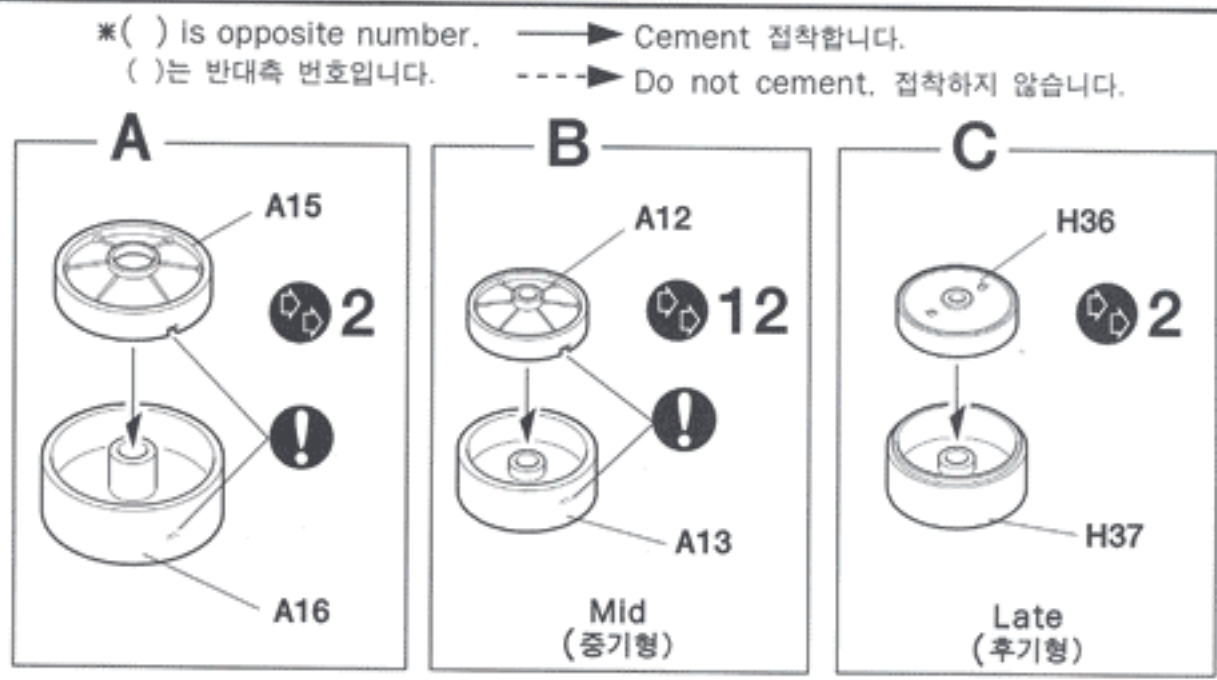 *( ) is opposite number.
( )는 반대측 번호입니다.
Cement 접착합니다.
Do not cement. 접착하지 않습니다.
A
A15
2
!
A16
B
A12
12
!
A13
Mid
(중기형)
C
H36
2
H37
Late
(후기형)